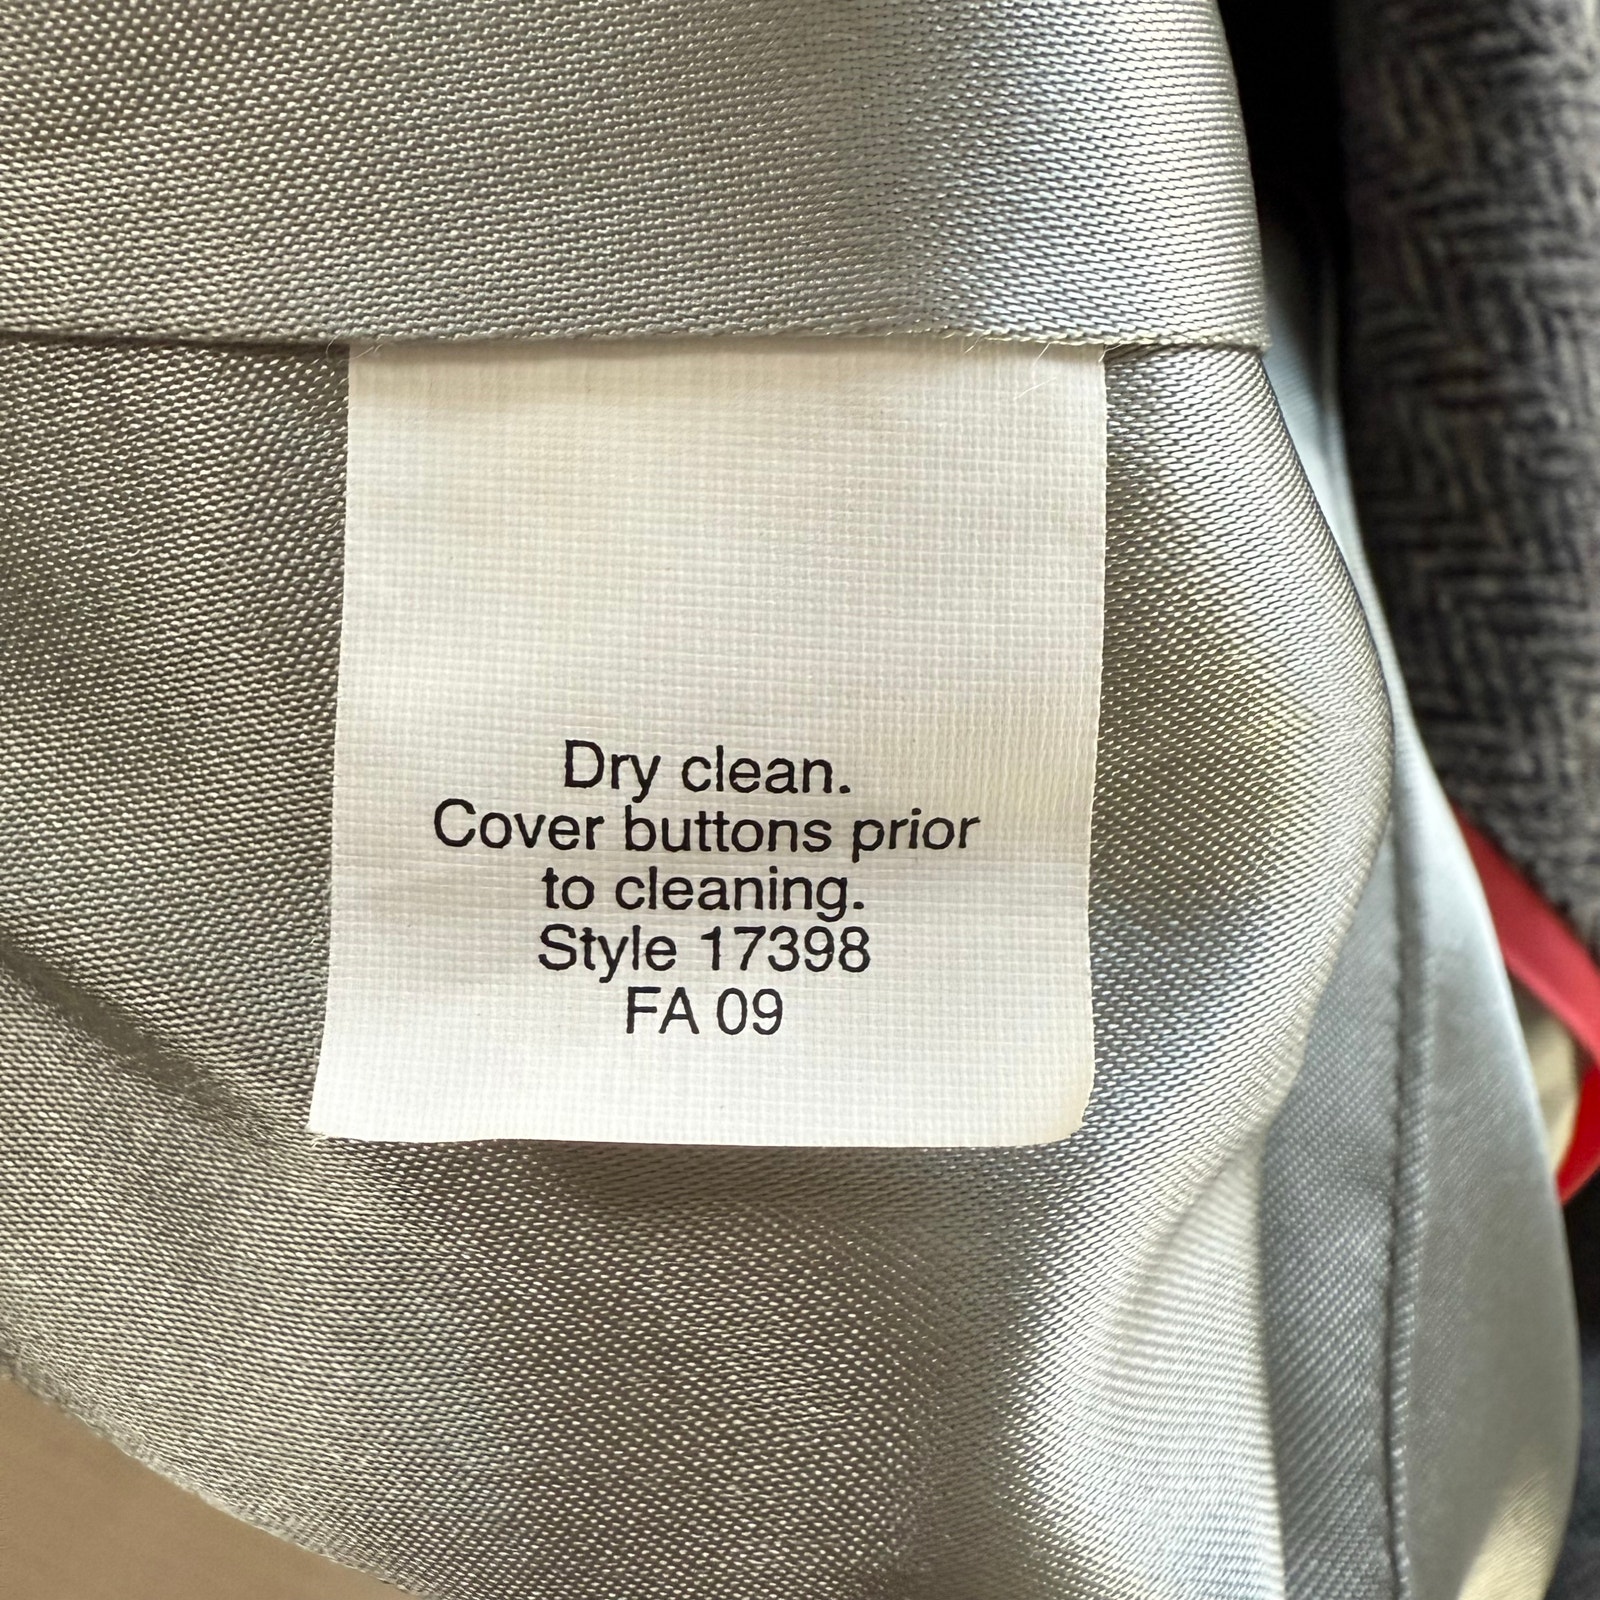 Dry clean.
Cover buttons prior
to cleaning.
Style 17398
FA 09